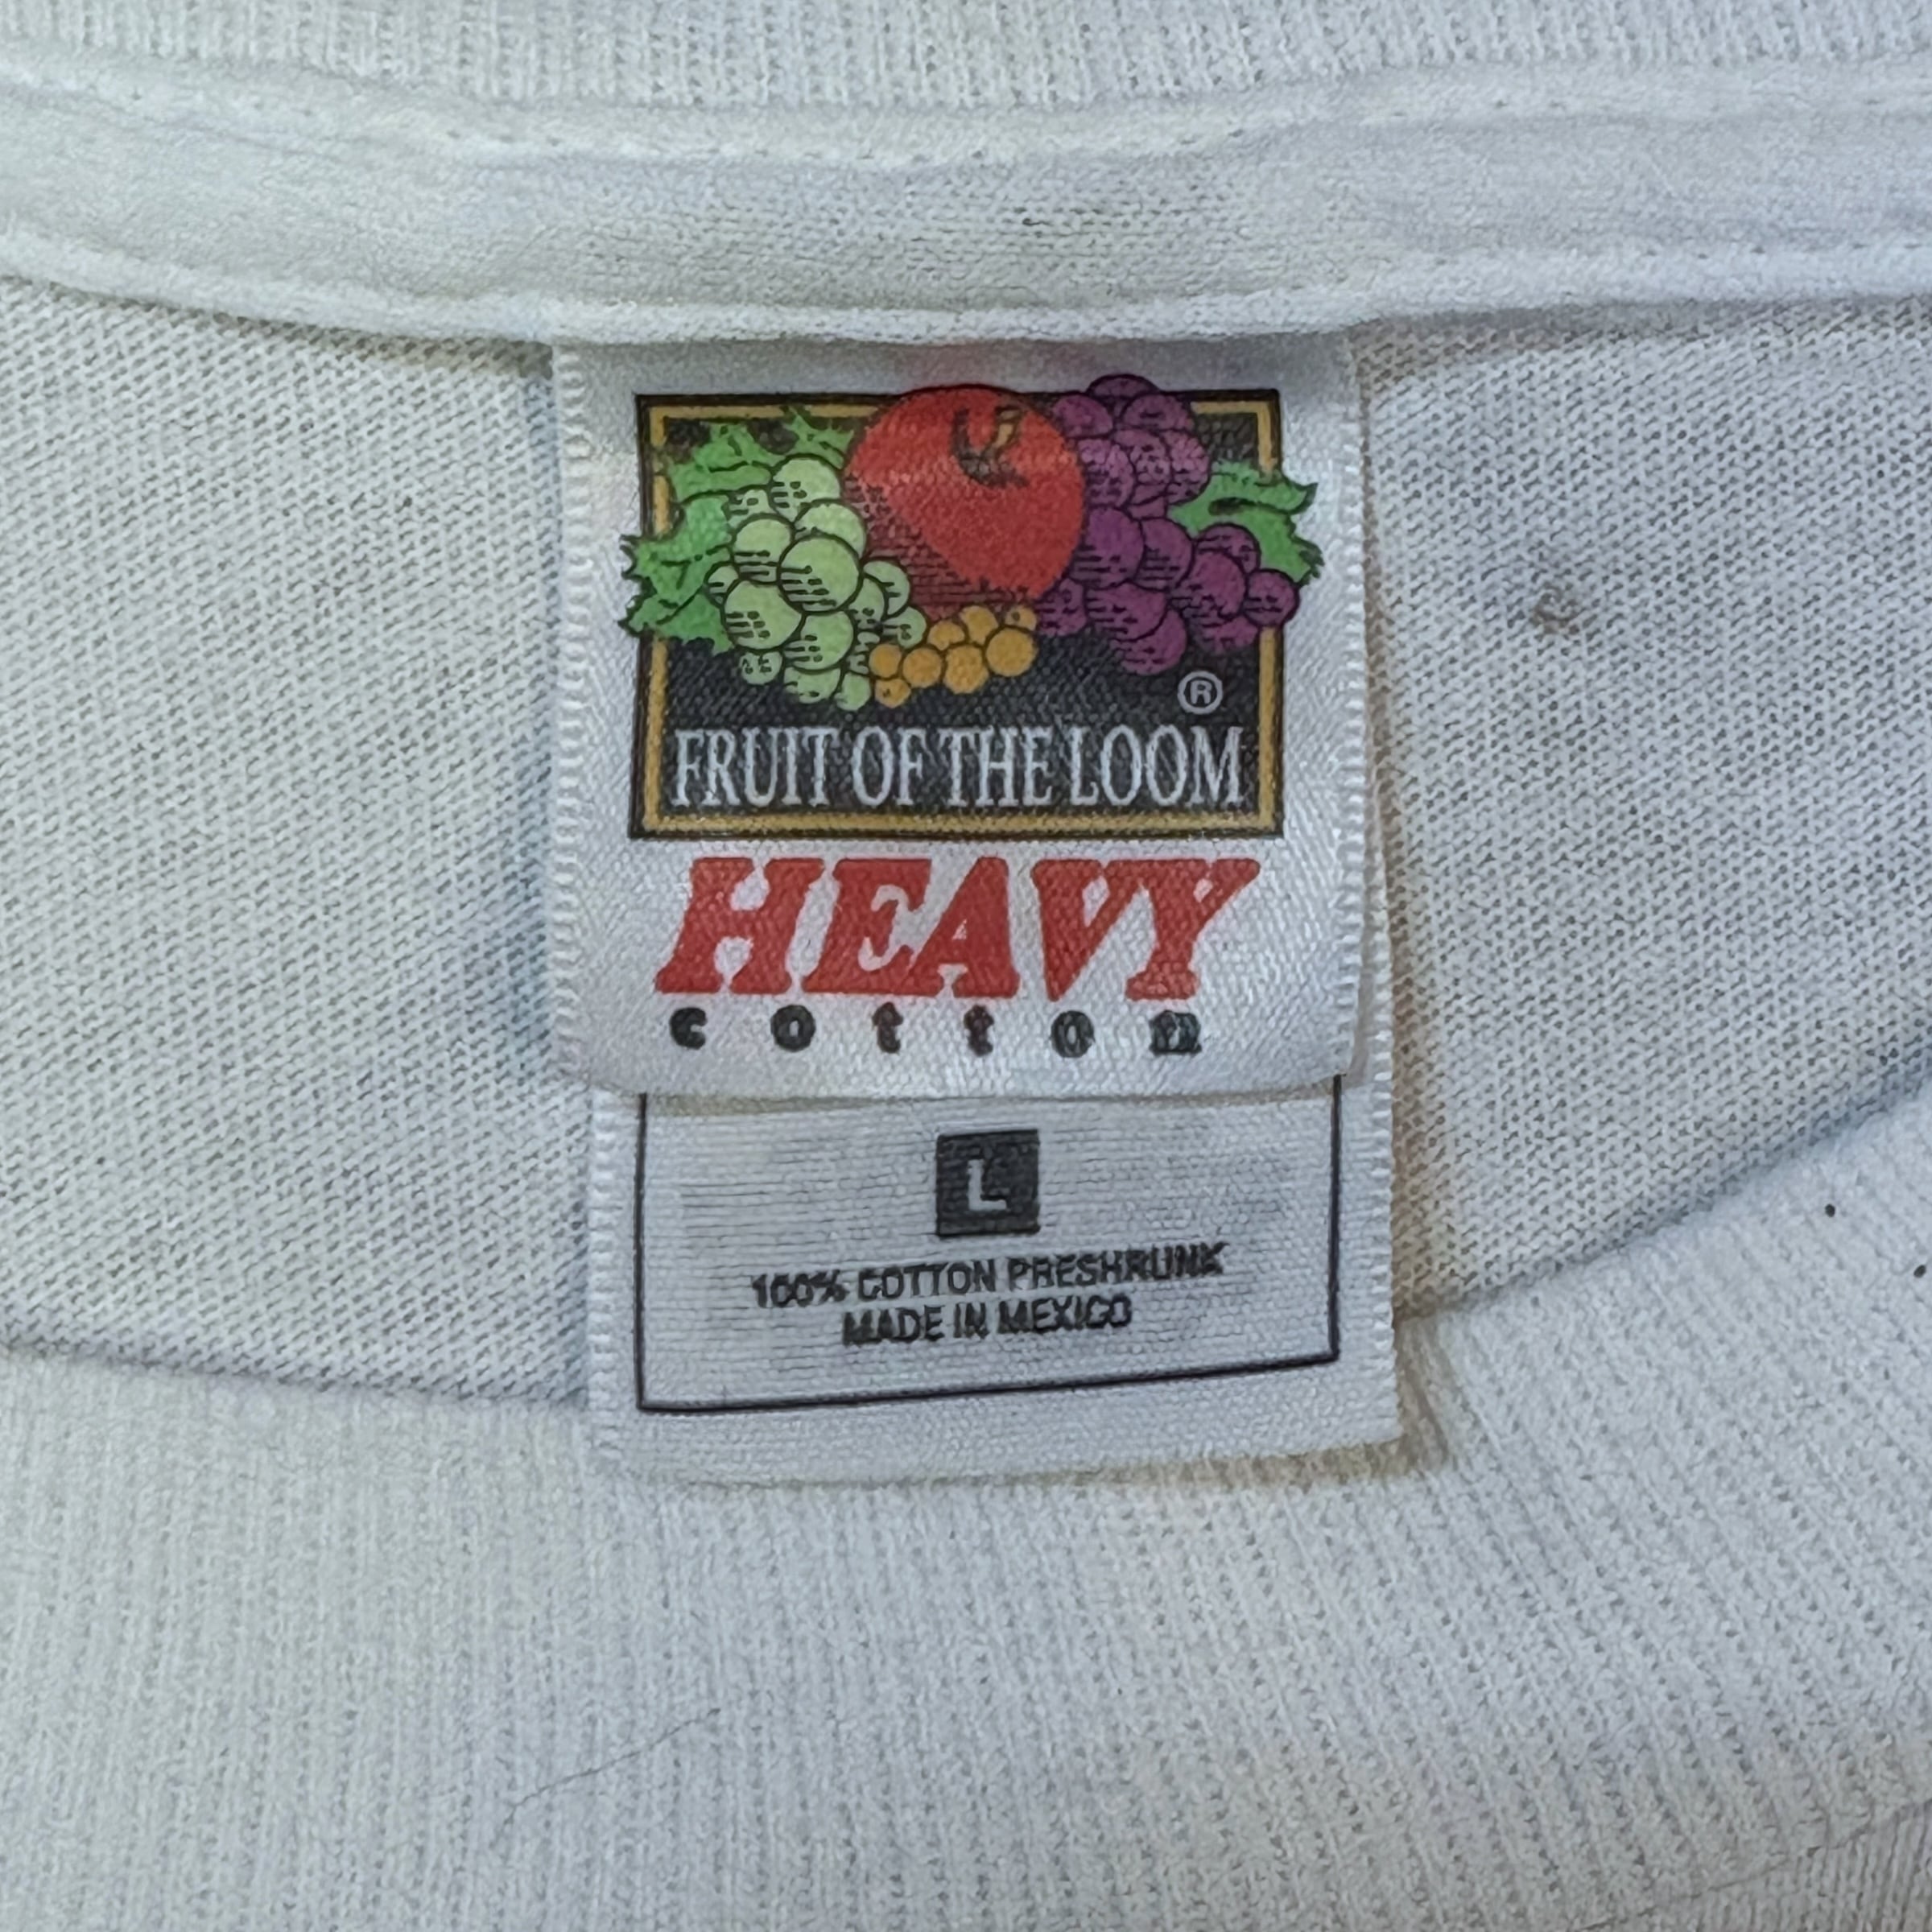 ®
FRUIT OF THE LOOM
HEAVY
cotton
L
100% COTTON PRESHRUNK
MADE IN MEXICO